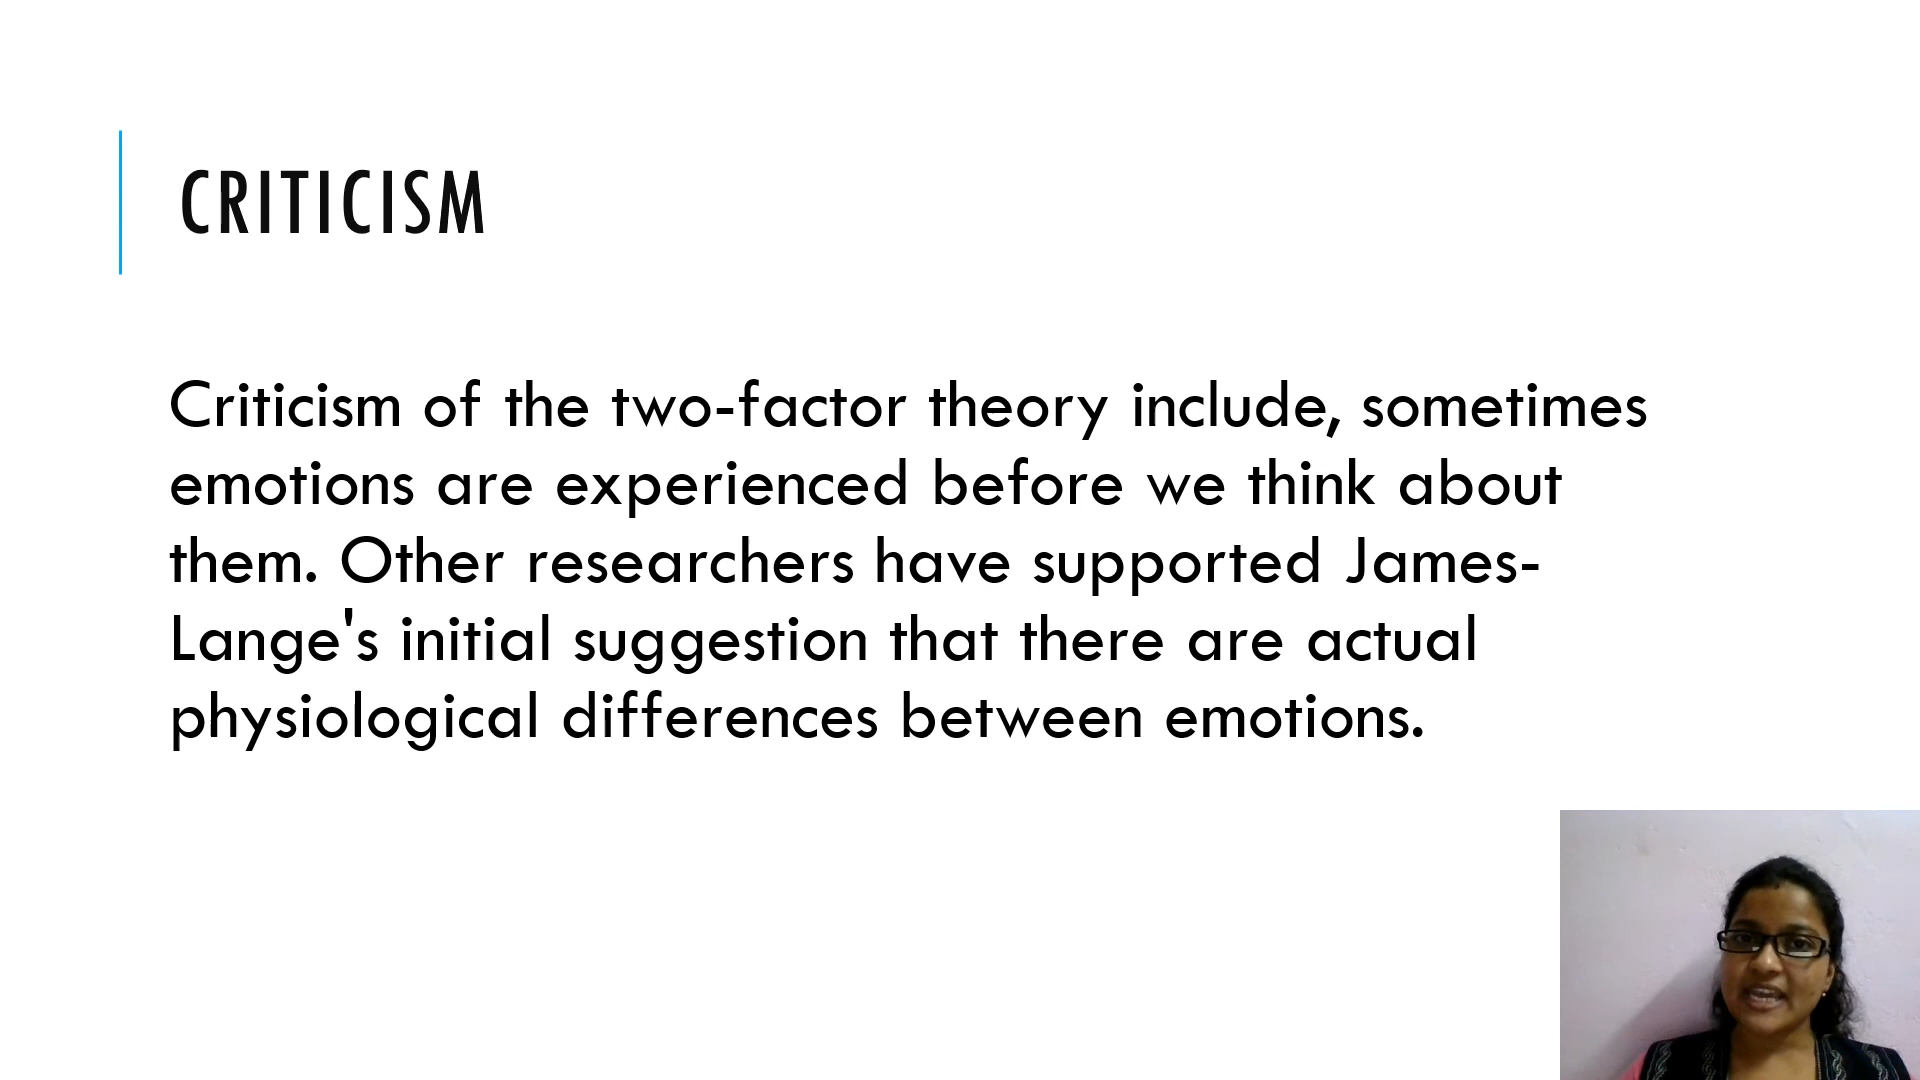 CRITICISM
Criticism of the two-factor theory include, sometimes
emotions are experienced before we think about
them. Other researchers have supported James-
Lange's initial suggestion that there are actual
physiological differences between emotions.